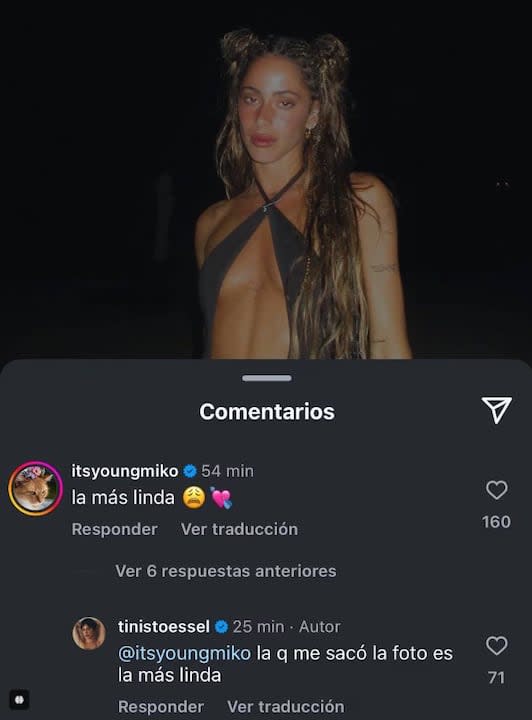 Comentarios
itsyoungmiko 54 min
la más linda 😩 💘
Responder Ver traducción
160
Ver 6 respuestas anteriores
tinistoessel 25 min · Autor
@itsyoungmiko la q me sacó la foto es
la más linda
71
Responder Ver traducción